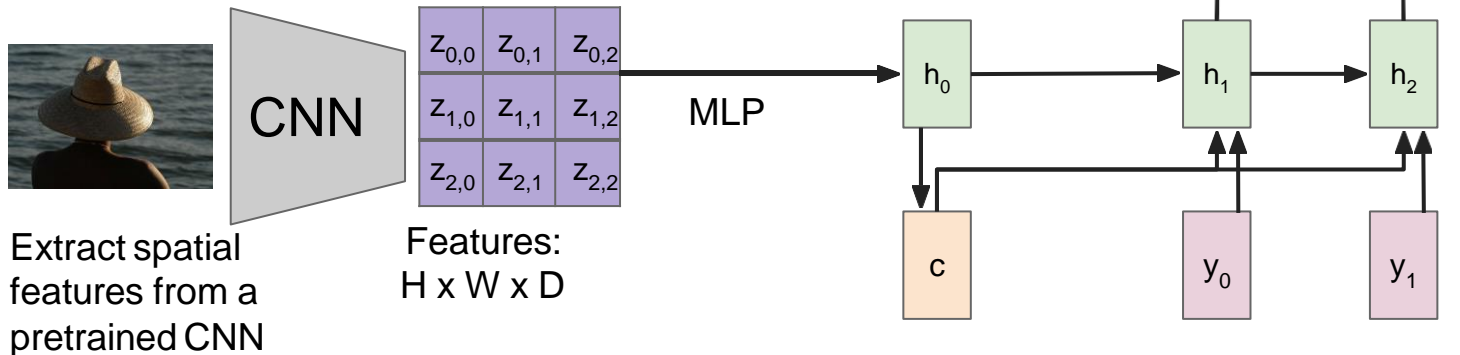 CNN
z0,0 z0,1 z0,2
z1,0 z1,1 z1,2
z2,0 z2,1 z2,2
MLP
h0
h1
h2
c
y0
y1
Extract spatial
features from a
pretrained CNN
Features:
H x W x D